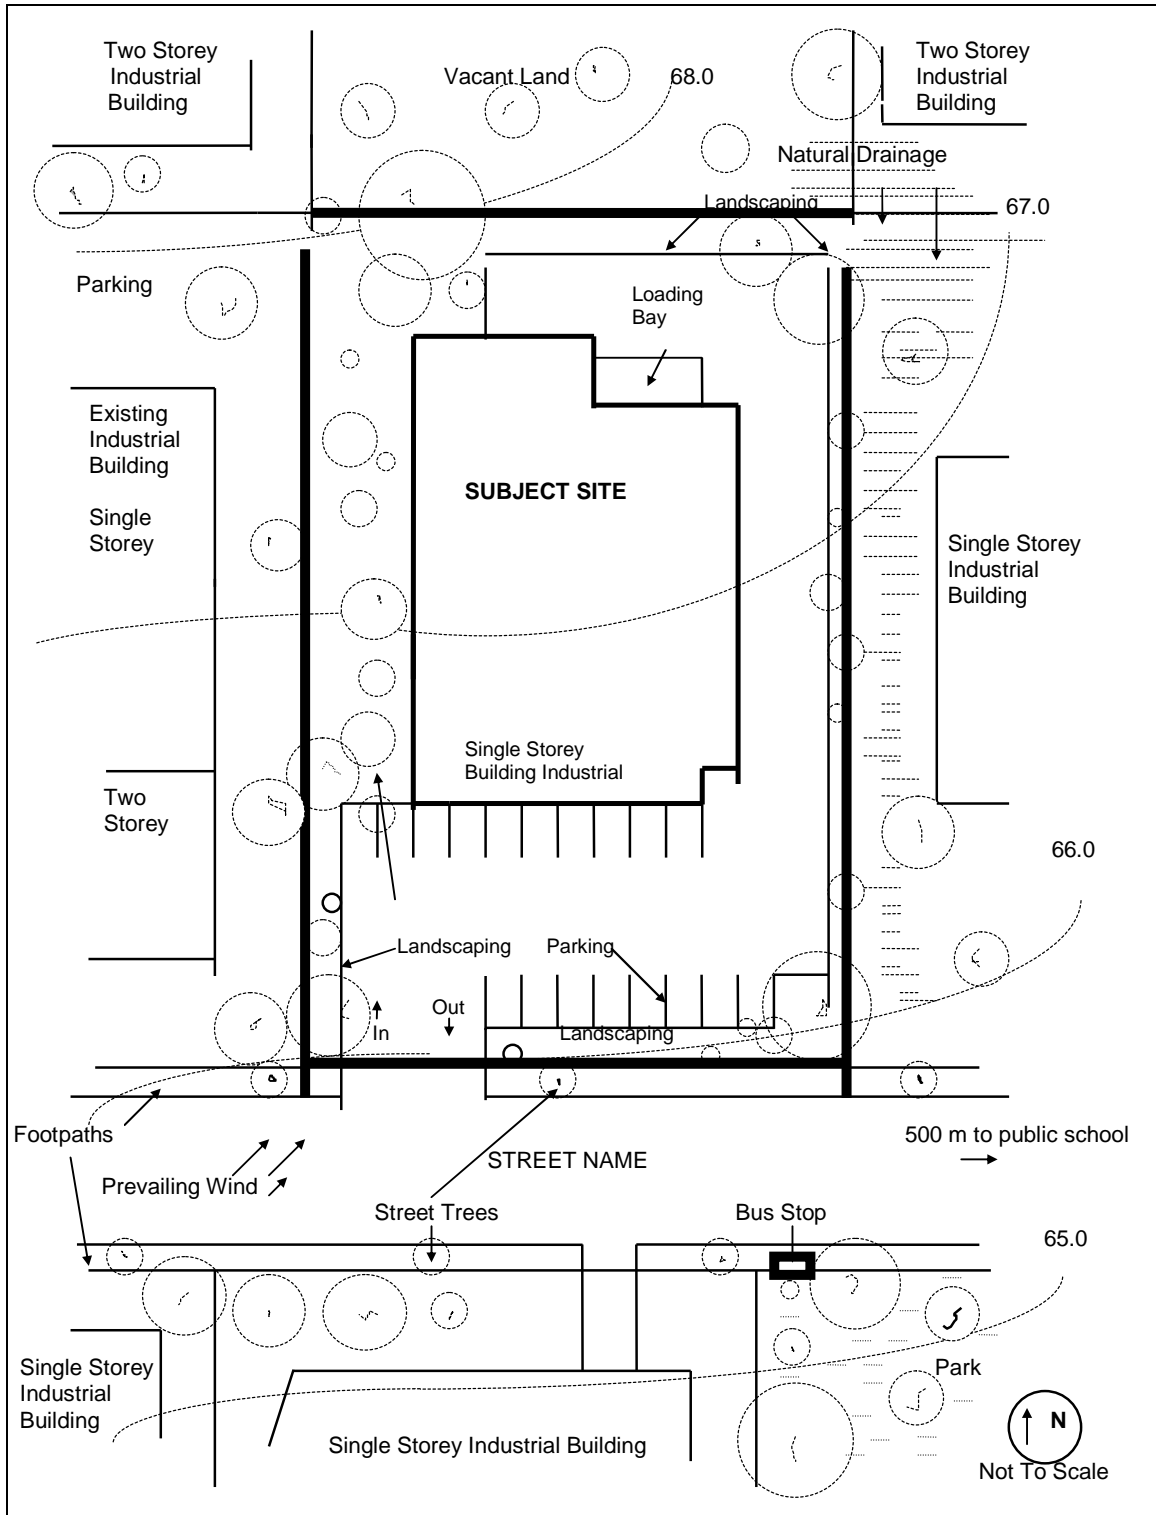 Two Storey
Industrial
Building
Vacant Land
68.0
Two Storey
Industrial
Building
Natural Drainage
Landscaping
67.0
Parking
Loading
Bay
Existing
Industrial
Building
Single
Storey
SUBJECT SITE
Single Storey
Industrial
Building
Single Storey
Building Industrial
Two
Storey
66.0
Landscaping
Parking
In
Out
Landscaping
Footpaths
500 m to public school
STREET NAME
Prevailing Wind
Street Trees
Bus Stop
65.0
Single Storey
Industrial
Building
Park
Single Storey Industrial Building
N
Not To Scale